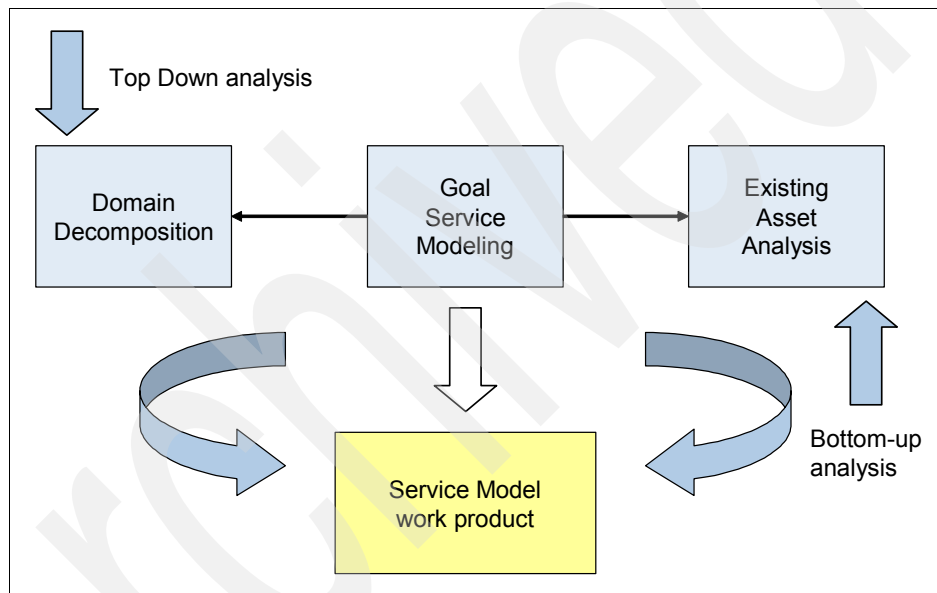 Top Down analysis
Domain
Decomposition
Goal
Service
Modeling
Existing
Asset
Analysis
Bottom-up
analysis
Service Model
work product